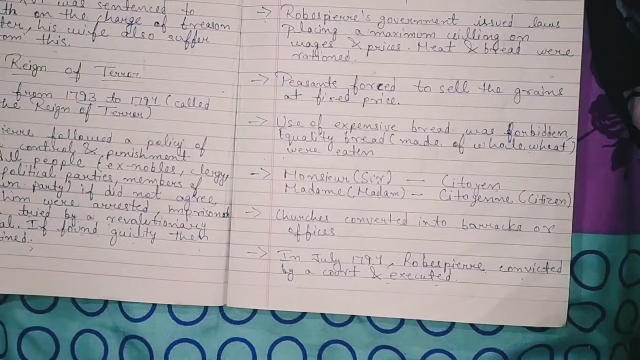 was sentenced to
on the charge of treason
his wife also suffer
from this.
Reign of Terror
from 1793 to 1794 (called
the Reign of Terror)
followed a policy of
control & punishment
people (ex-nobles, clergy
political parties, members of
party) if did not agree
were arrested imprisoned
tried by a revolutionary
If found guilty then
→ Robespierre's government issued laws
placing a maximum ceiling on
wages & prices. Meat & bread were
rationed.
→ Peasants forced to sell the grains
at fixed price.
→ Use of expensive bread was forbidden,
equality bread (made of whole wheat)
were eaten
→ Monsieur (Sir) — Citoyen
Madame (Madam) — Citoyenne (Citizen)
→ Churches converted into barracks or
offices
→ In July 1794, Robespierre convicted
by a court & executed.